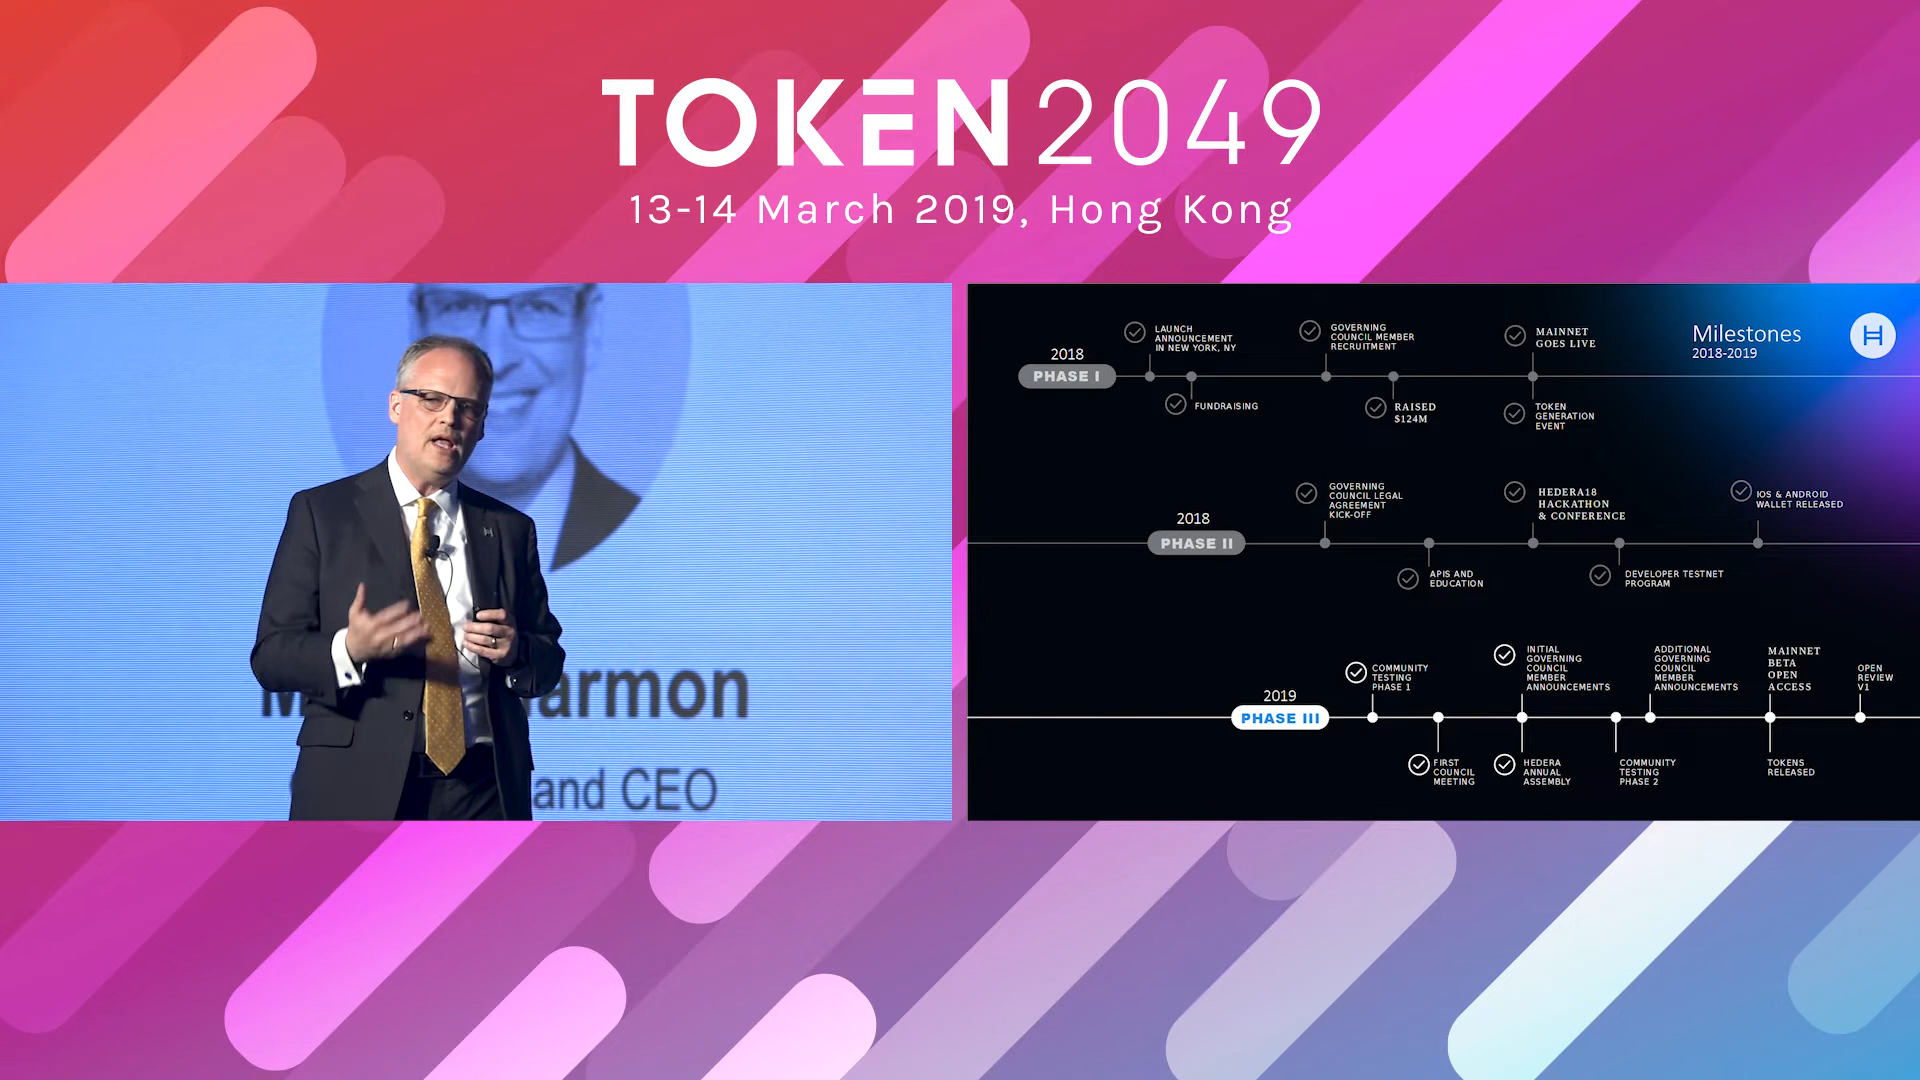 TOKEN2049
13-14 March 2019, Hong Kong
armon
and CEO
Milestones
2018-2019
2018
PHASE I
LAUNCH
ANNOUNCEMENT
IN NEW YORK, NY
FUNDRAISING
GOVERNING
COUNCIL MEMBER
RECRUITMENT
RAISED
$124M
MAINNET
GOES LIVE
TOKEN
GENERATION
EVENT
2018
PHASE II
GOVERNING
COUNCIL LEGAL
AGREEMENT
KICK-OFF
APIS AND
EDUCATION
HEDERA18
HACKATHON
& CONFERENCE
DEVELOPER TESTNET
PROGRAM
IOS & ANDROID
WALLET RELEASED
2019
PHASE III
COMMUNITY
TESTING
PHASE 1
FIRST
COUNCIL
MEETING
INITIAL
GOVERNING
COUNCIL
MEMBER
ANNOUNCEMENTS
HEDERA
ANNUAL
ASSEMBLY
COMMUNITY
TESTING
PHASE 2
ADDITIONAL
GOVERNING
COUNCIL
MEMBER
ANNOUNCEMENTS
MAINNET
BETA
OPEN
ACCESS
TOKENS
RELEASED
OPEN
REVIEW
V1